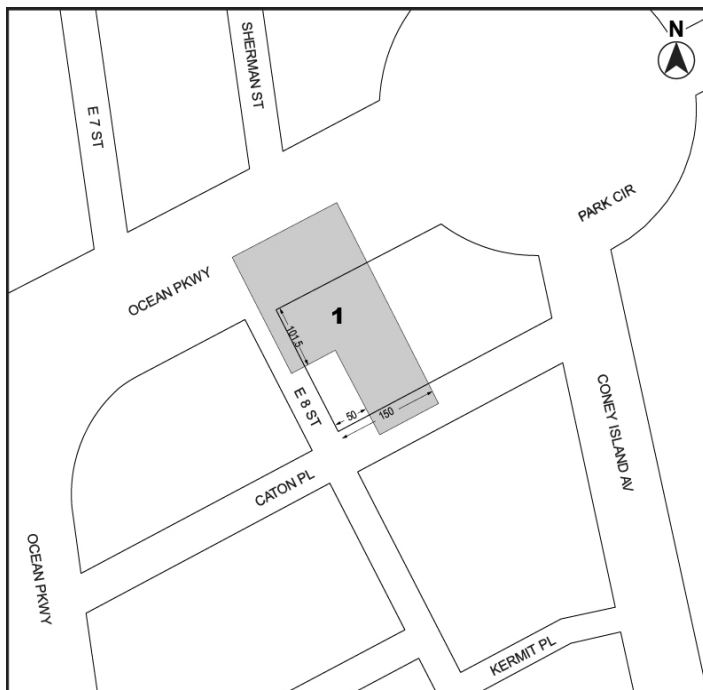 N
SHERMAN ST
E 7 ST
PARK CIR
OCEAN PKWY
1
101.5
E 8 ST
50
150
CONEY ISLAND AV
CATON PL
OCEAN PKWY
KERMIT PL